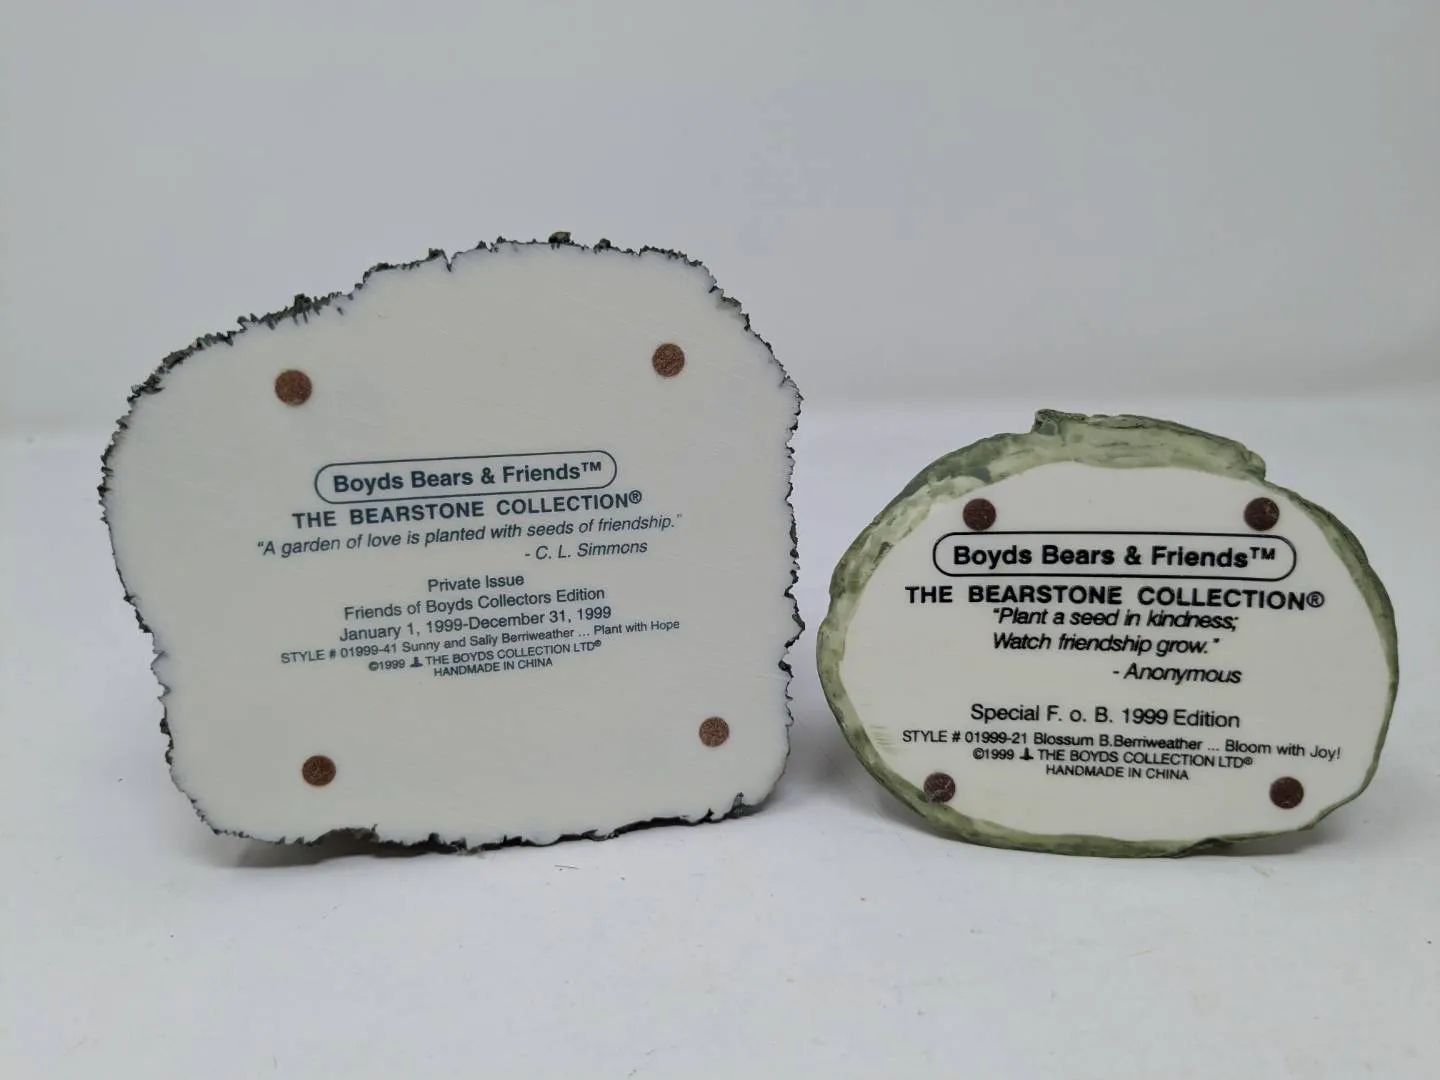 Boyds Bears & Friends™
THE BEARSTONE COLLECTION®
"A garden of love is planted with seeds of friendship."
- C. L. Simmons
Private Issue
Friends of Boyds Collectors Edition
January 1, 1999-December 31, 1999
STYLE # 01999-41 Sunny and Sally Berriweather ... Plant with Hope
©1999 THE BOYDS COLLECTION LTD®
HANDMADE IN CHINA
Boyds Bears & Friends™
THE BEARSTONE COLLECTION®
"Plant a seed in kindness;
Watch friendship grow."
- Anonymous
Special F. o. B. 1999 Edition
STYLE # 01999-21 Blossum B.Berriweather ... Bloom with Joy!
©1999 THE BOYDS COLLECTION LTD®
HANDMADE IN CHINA